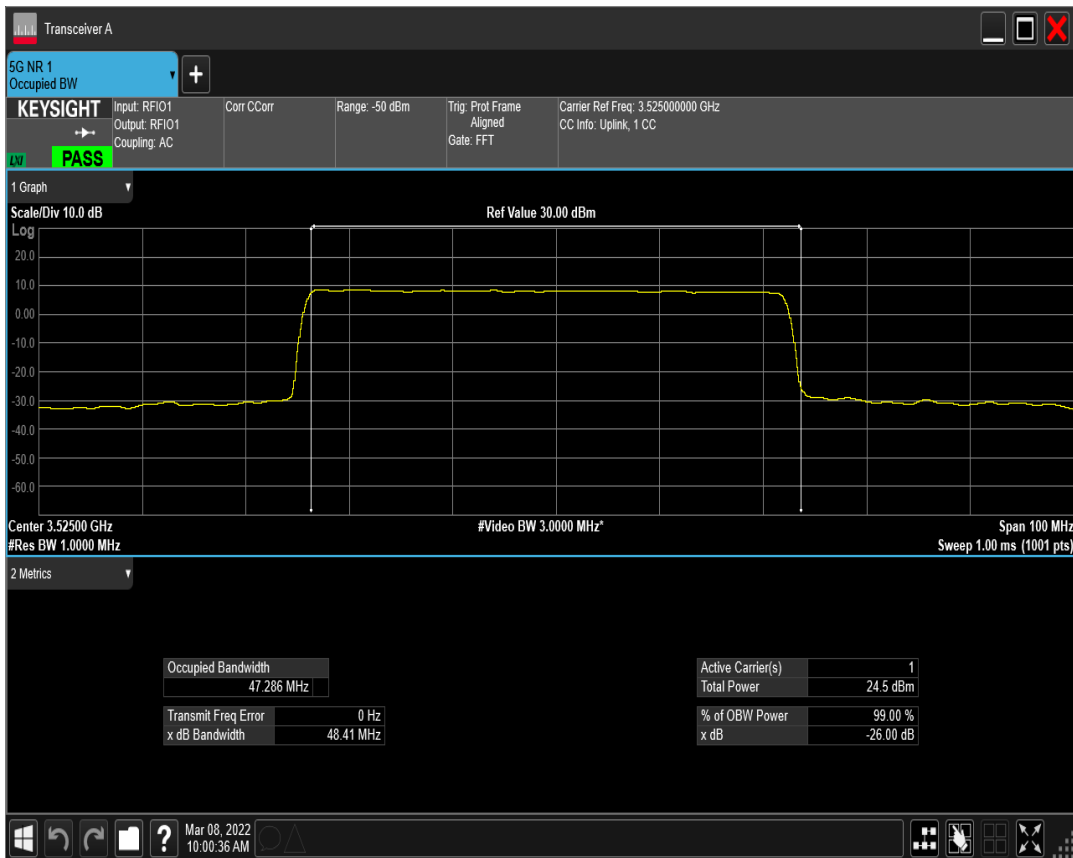 Transceiver A
5G NR 1
Occupied BW
+
KEYSIGHT
LXI
PASS
Input: RFIO1
Output: RFIO1
Coupling: AC
Corr CCorr
Range: -50 dBm
Trig: Prot Frame
Aligned
Gate: FFT
Carrier Ref Freq: 3.525000000 GHz
CC Info: Uplink, 1 CC
1 Graph
Scale/Div 10.0 dB
Ref Value 30.00 dBm
Log
20.0
10.0
0.00
-10.0
-20.0
-30.0
-40.0
-50.0
-60.0
Center 3.52500 GHz
#Video BW 3.0000 MHz*
Span 100 MHz
#Res BW 1.0000 MHz
Sweep 1.00 ms (1001 pts)
2 Metrics
Occupied Bandwidth
47.286 MHz
Transmit Freq Error 0 Hz
x dB Bandwidth 48.41 MHz
Active Carrier(s) 1
Total Power 24.5 dBm
% of OBW Power 99.00 %
x dB -26.00 dB
?
Mar 08, 2022
10:00:36 AM